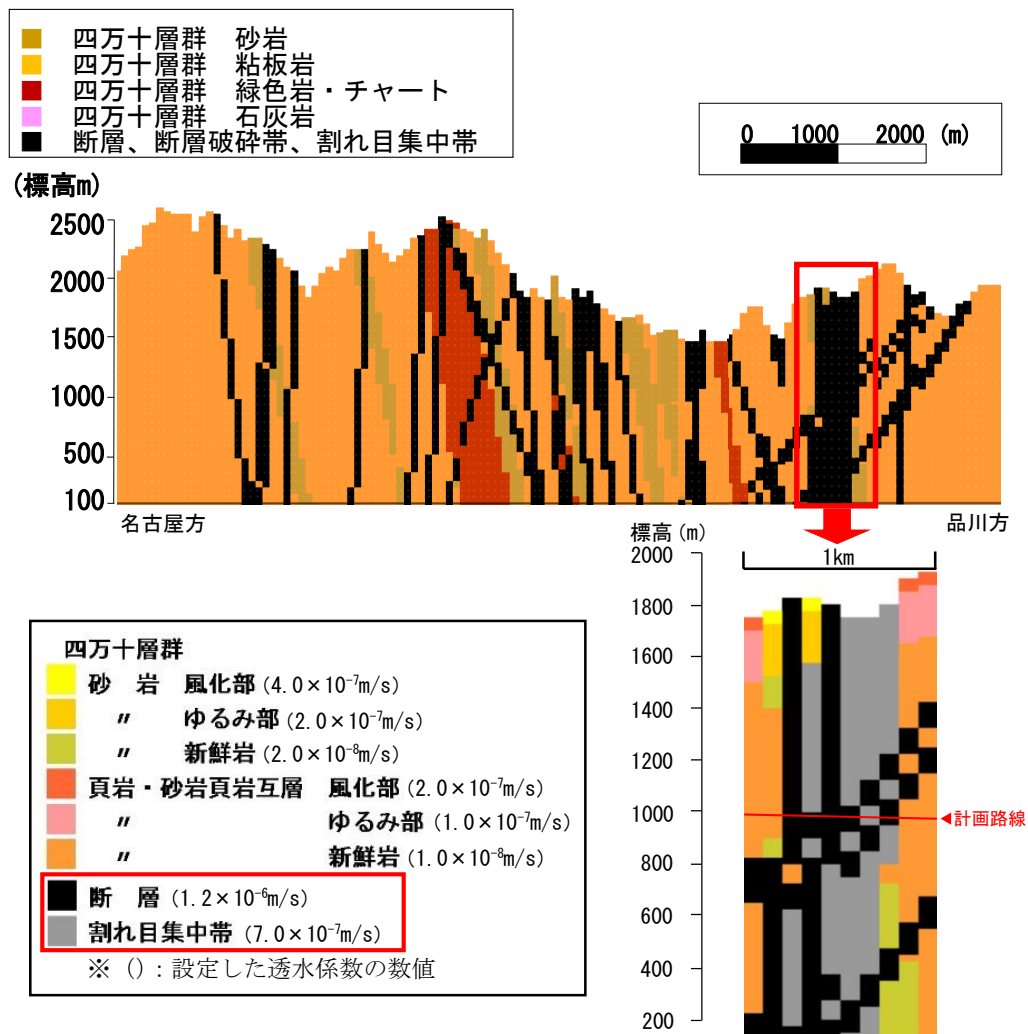 四万十層群 砂岩
四万十層群 粘板岩
四万十層群 緑色岩・チャート
四万十層群 石灰岩
断層、断層破砕帯、割れ目集中帯
0 1000 2000 (m)
(標高m)
2500
2000
1500
1000
500
100
名古屋方
品川方
標高(m)
1km
2000
1800
1600
1400
1200
1000
800
600
400
200
計画路線
四万十層群
砂 岩 風化部(4.0×10⁻⁷m/s)
〃 ゆるみ部(2.0×10⁻⁷m/s)
〃 新鮮岩(2.0×10⁻⁸m/s)
頁岩・砂岩頁岩互層 風化部(2.0×10⁻⁷m/s)
〃 ゆるみ部(1.0×10⁻⁷m/s)
〃 新鮮岩(1.0×10⁻⁸m/s)
断 層(1.2×10⁻⁶m/s)
割れ目集中帯(7.0×10⁻⁷m/s)
※():設定した透水係数の数値